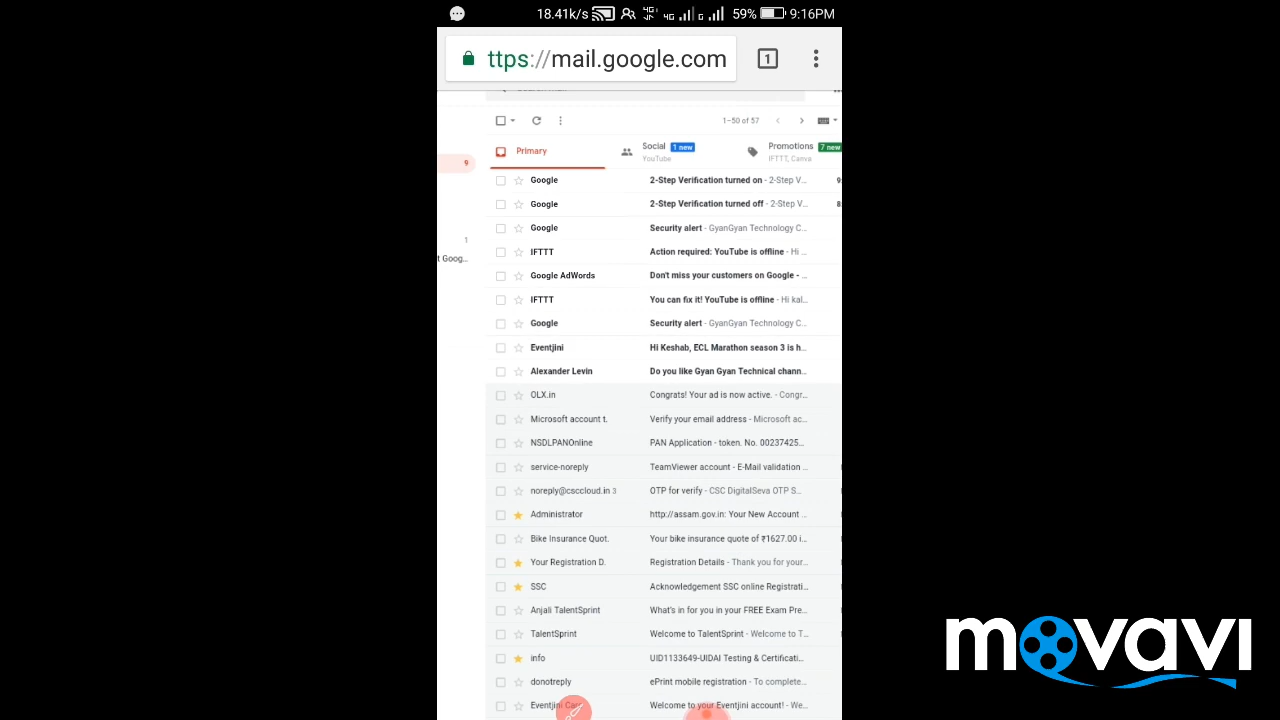 18.41k/s 4G 4G G 59% 9:16PM
ttps://mail.google.com 1
1–50 of 57
Primary Social 1 new Promotions 7 new
YouTube IFTTT, Canva
9
Google 2-Step Verification turned on - 2-Step V...
Google 2-Step Verification turned off - 2-Step V...
Google Security alert - GyanGyan Technology C...
1
IFTTT Action required: YouTube is offline - Hi ...
t Goog...
Google AdWords Don't miss your customers on Google - ...
IFTTT You can fix it! YouTube is offline - Hi kal...
Google Security alert - GyanGyan Technology C...
Eventjini Hi Keshab, ECL Marathon season 3 is h...
Alexander Levin Do you like Gyan Gyan Technical chann...
OLX.in Congrats! Your ad is now active. - Congr...
Microsoft account t. Verify your email address - Microsoft ac...
NSDLPANOnline PAN Application - token. No. 00237425...
service-noreply TeamViewer account - E-Mail validation ...
noreply@csccloud.in 3 OTP for verify - CSC DigitalSeva OTP S...
Administrator http://assam.gov.in: Your New Account ...
Bike Insurance Quot. Your bike insurance quote of ₹1627.00 i...
Your Registration D. Registration Details - Thank you for your...
SSC Acknowledgement SSC online Registrati...
Anjali TalentSprint What's in for you in your FREE Exam Pre...
TalentSprint Welcome to TalentSprint - Welcome to T...
info UID1133649-UIDAI Testing & Certificati...
donotreply ePrint mobile registration - To complete...
Eventjini Welcome to your Eventjini account! - We...
movavi